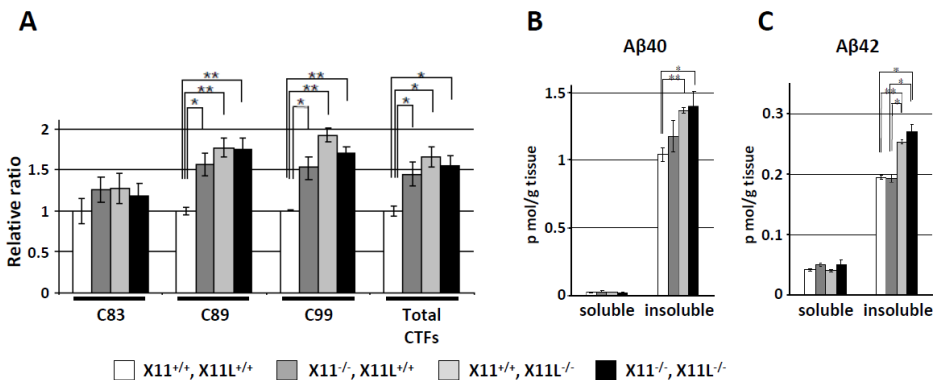 A
B
C
Aβ40
Aβ42
Relative ratio
2
1.5
1
0.5
0
** ** *
** ** *
* * *
C83 C89 C99 Total CTFs
p mol/g tissue
1.5
1
0.5
0
* **
soluble insoluble
p mol/g tissue
0.3
0.2
0.1
0
* * ** *
soluble insoluble
X11+/+, X11L+/+ X11-/-, X11L+/+ X11+/+, X11L-/- X11-/-, X11L-/-